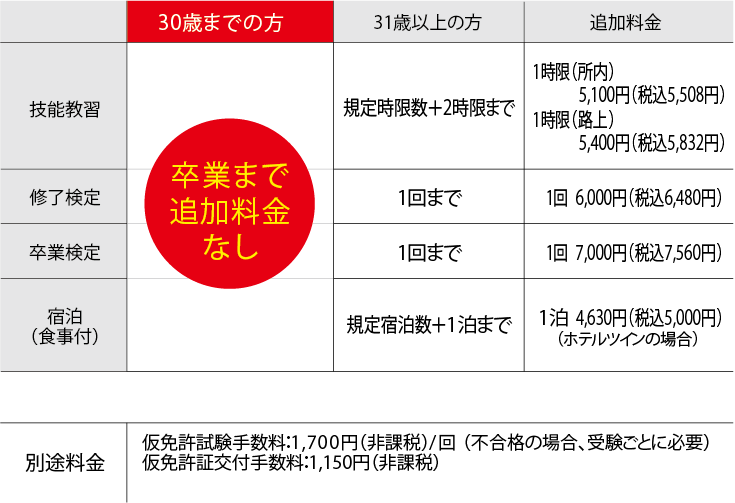 30歳までの方
31歳以上の方
追加料金
技能教習
規定時限数＋2時限まで
1時限（所内）
5,100円（税込5,508円）
1時限（路上）
5,400円（税込5,832円）
卒業まで
追加料金
なし
修了検定
1回まで
1回 6,000円（税込6,480円）
卒業検定
1回まで
1回 7,000円（税込7,560円）
宿泊
（食事付）
規定宿泊数＋1泊まで
1泊 4,630円（税込5,000円）
（ホテルツインの場合）
別途料金
仮免許試験手数料：1,700円（非課税）/回（不合格の場合、受験ごとに必要）
仮免許証交付手数料：1,150円（非課税）